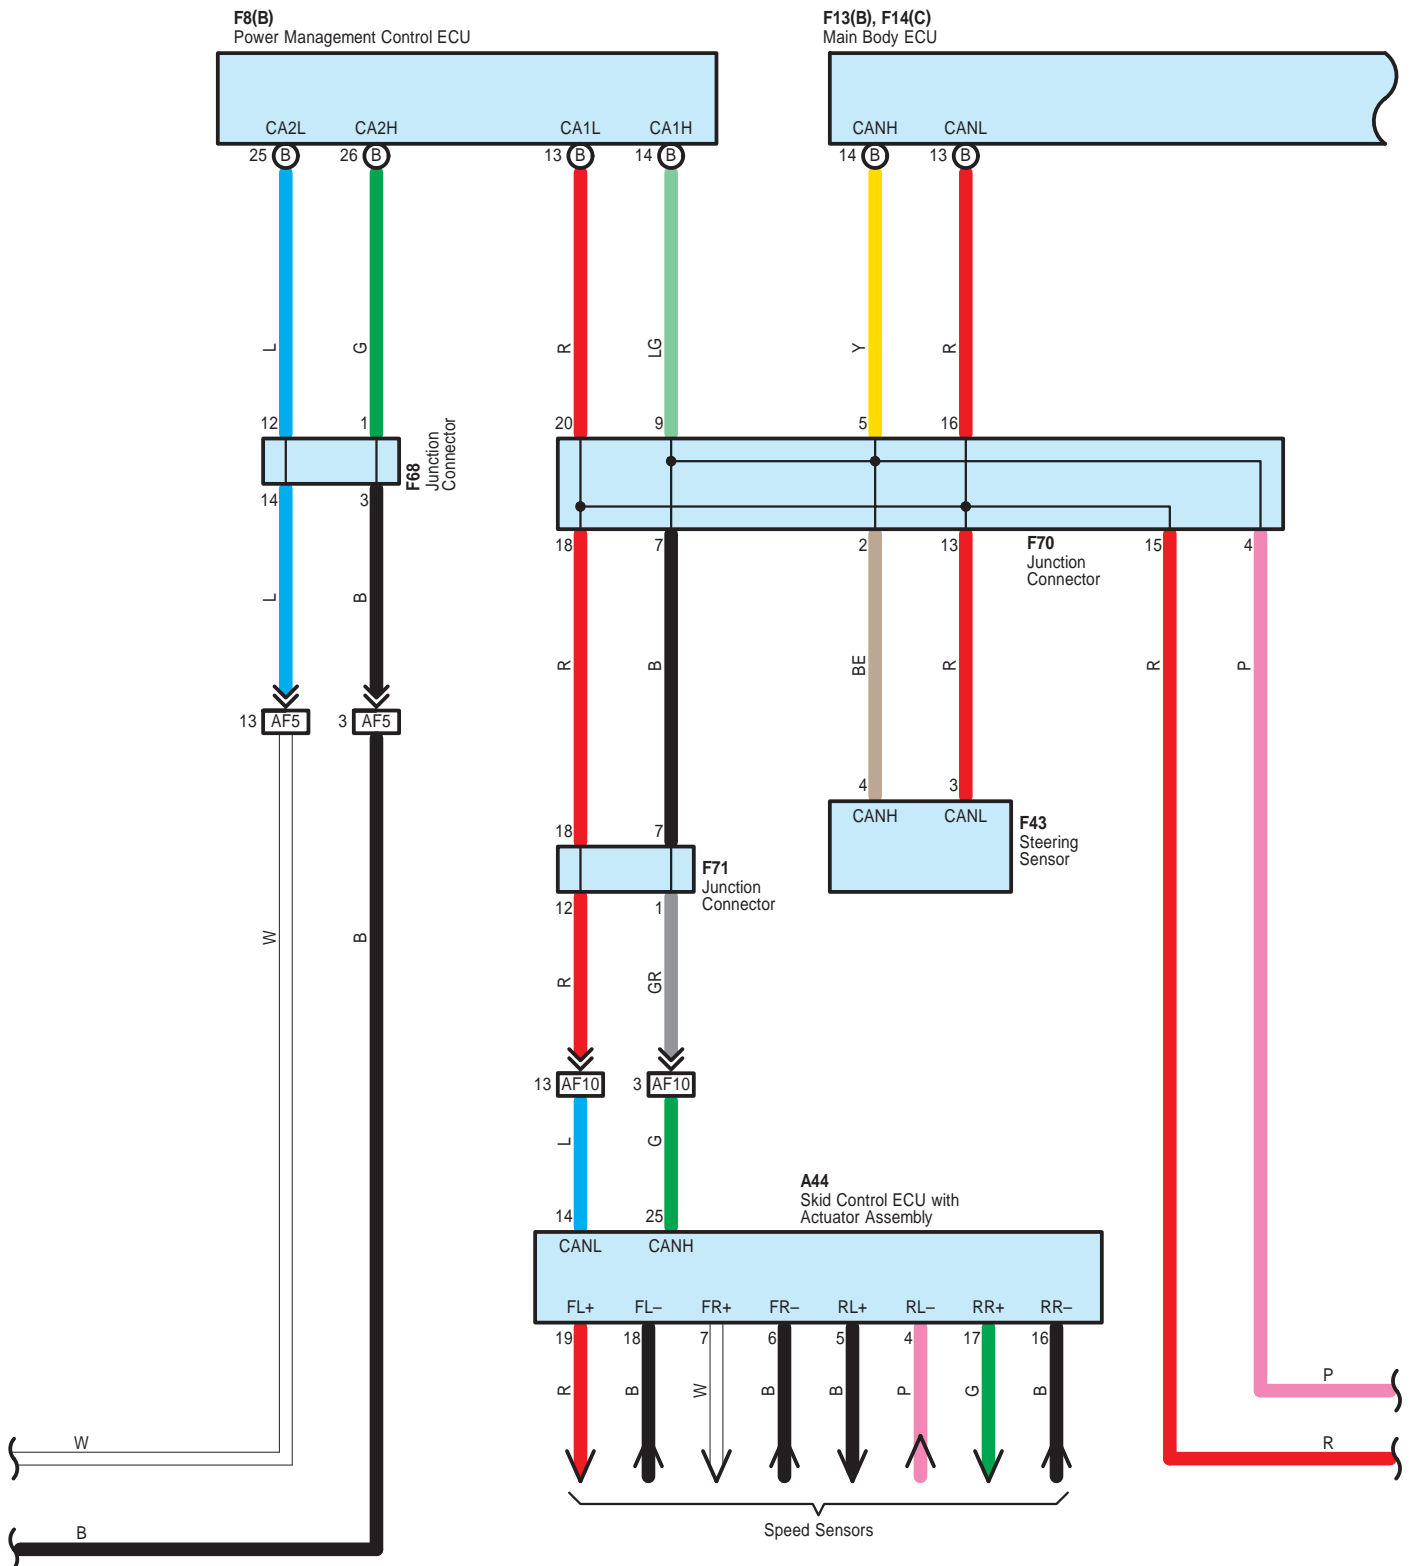 F8(B)
Power Management Control ECU
F13(B), F14(C)
Main Body ECU
CA2L CA2H CA1L CA1H CANH CANL
25 B 26 B 13 B 14 B 14 B 13 B
L G R LG Y R
12 1 20 9 5 16
F68
Junction
Connector
14 3 18 7 2 13 15 4
F70
Junction
Connector
L B R B BE R R P
13 AF5 3 AF5
4 3
CANH CANL
F43
Steering
Sensor
18 7
F71
Junction
Connector
12 1
W B R GR
13 AF10 3 AF10
L G
A44
Skid Control ECU with
Actuator Assembly
14 25
CANL CANH
FL+ FL– FR+ FR– RL+ RL– RR+ RR–
19 18 7 6 5 4 17 16
R B W B B P G B
P
W R
Speed Sensors
B